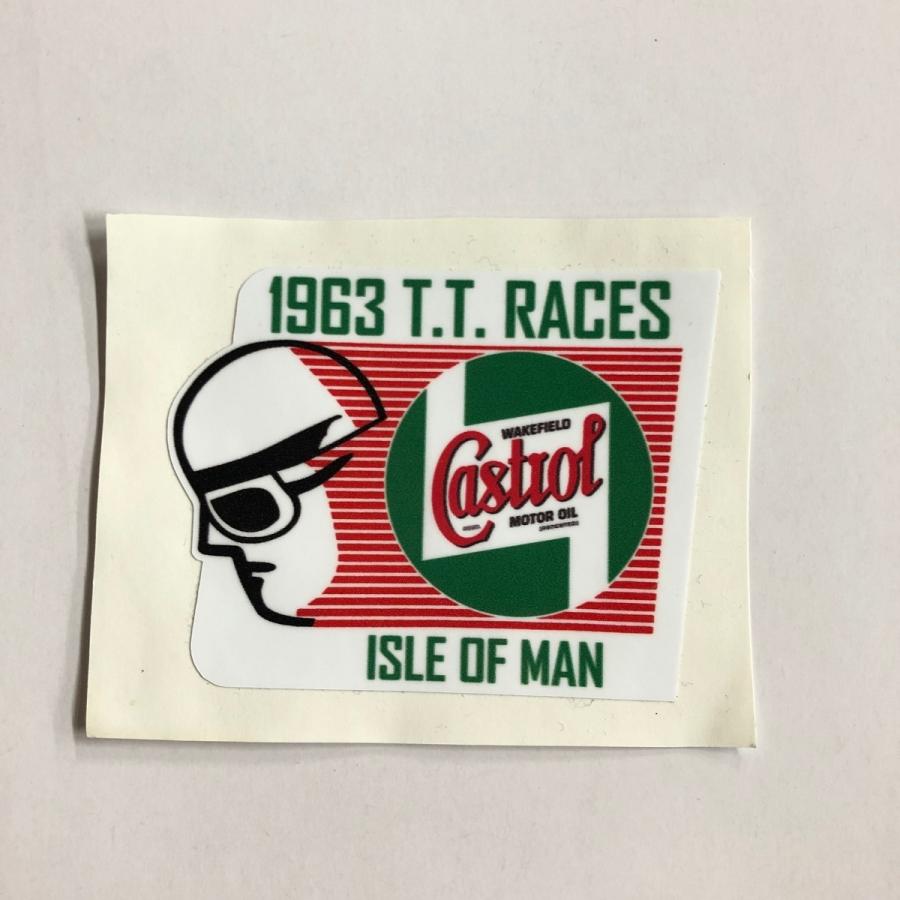 1963 T.T. RACES
WAKEFIELD
Castrol
MOTOR OIL
ISLE OF MAN